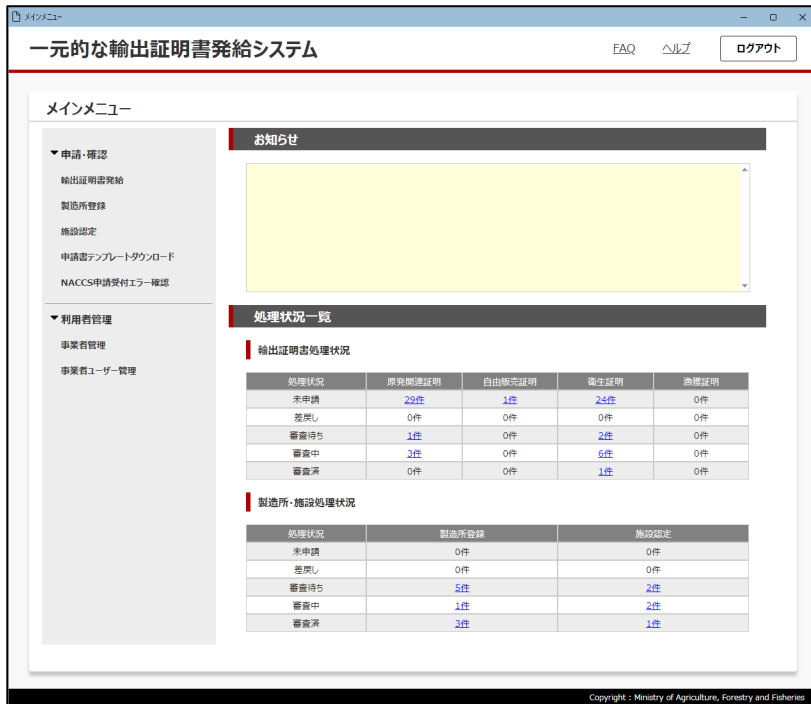 メインメニュー
一元的な輸出証明書発給システム FAQ ヘルプ ログアウト
メインメニュー
▼申請・確認
輸出証明書発給
製造所登録
施設認定
申請書テンプレートダウンロード
NACCS申請受付エラー確認
▼利用者管理
事業者管理
事業者ユーザー管理
お知らせ
処理状況一覧
輸出証明書処理状況
処理状況 原発関連証明 自由販売証明 衛生証明 漁獲証明
未申請 29件 1件 24件 0件
差戻し 0件 0件 0件 0件
審査待ち 1件 0件 2件 0件
審査中 3件 0件 6件 0件
審査済 0件 0件 1件 0件
製造所・施設処理状況
処理状況 製造所登録 施設認定
未申請 0件 0件
差戻し 0件 0件
審査待ち 5件 2件
審査中 1件 2件
審査済 3件 1件
Copyright : Ministry of Agriculture, Forestry and Fisheries